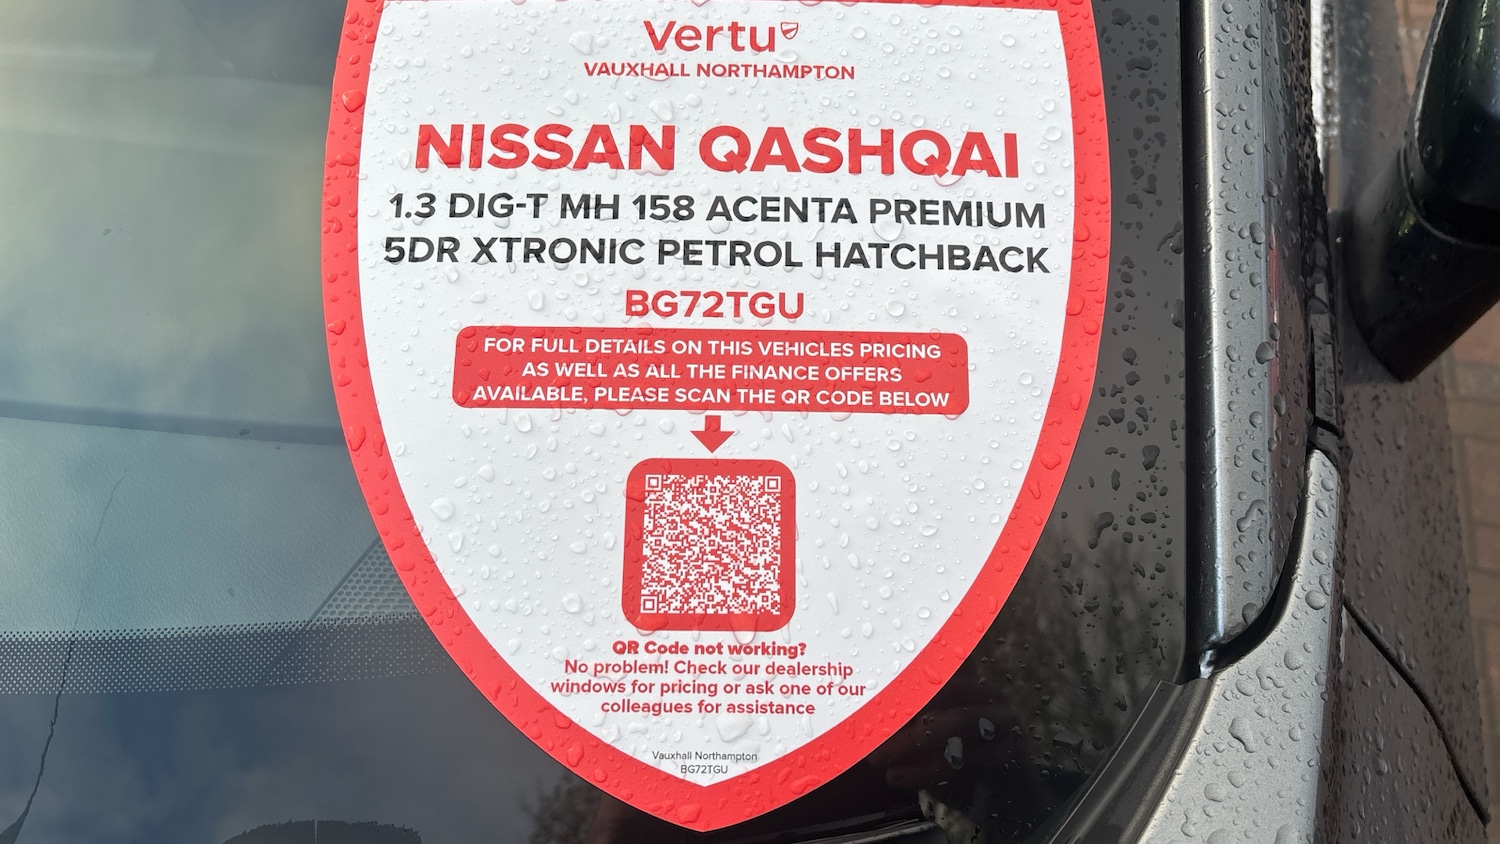 Vertu
VAUXHALL NORTHAMPTON
NISSAN QASHQAI
1.3 DIG-T MH 158 ACENTA PREMIUM
5DR XTRONIC PETROL HATCHBACK
BG72TGU
FOR FULL DETAILS ON THIS VEHICLES PRICING
AS WELL AS ALL THE FINANCE OFFERS
AVAILABLE, PLEASE SCAN THE QR CODE BELOW
QR Code not working?
No problem! Check our dealership
windows for pricing or ask one of our
colleagues for assistance
Vauxhall Northampton
BG72TGU